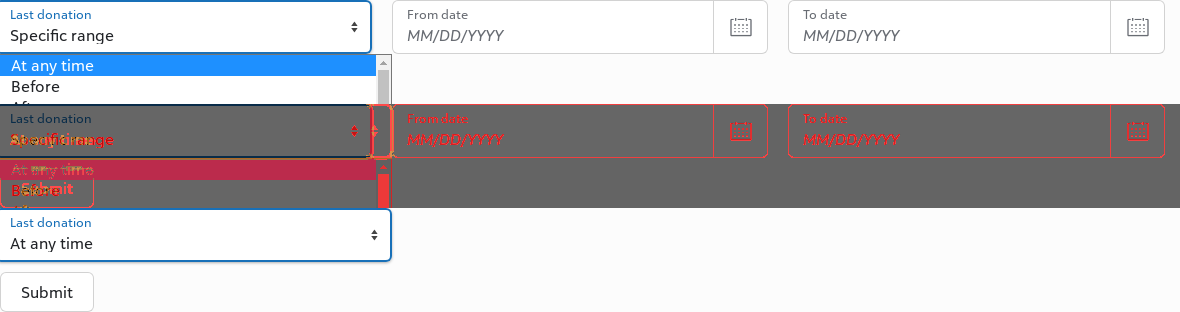 Last donation From date To date
Specific range MM/DD/YYYY MM/DD/YYYY
At any time
Before
Last donation From date To date
Specific range MM/DD/YYYY MM/DD/YYYY
At any time
Before
Submit
Last donation
At any time
Submit